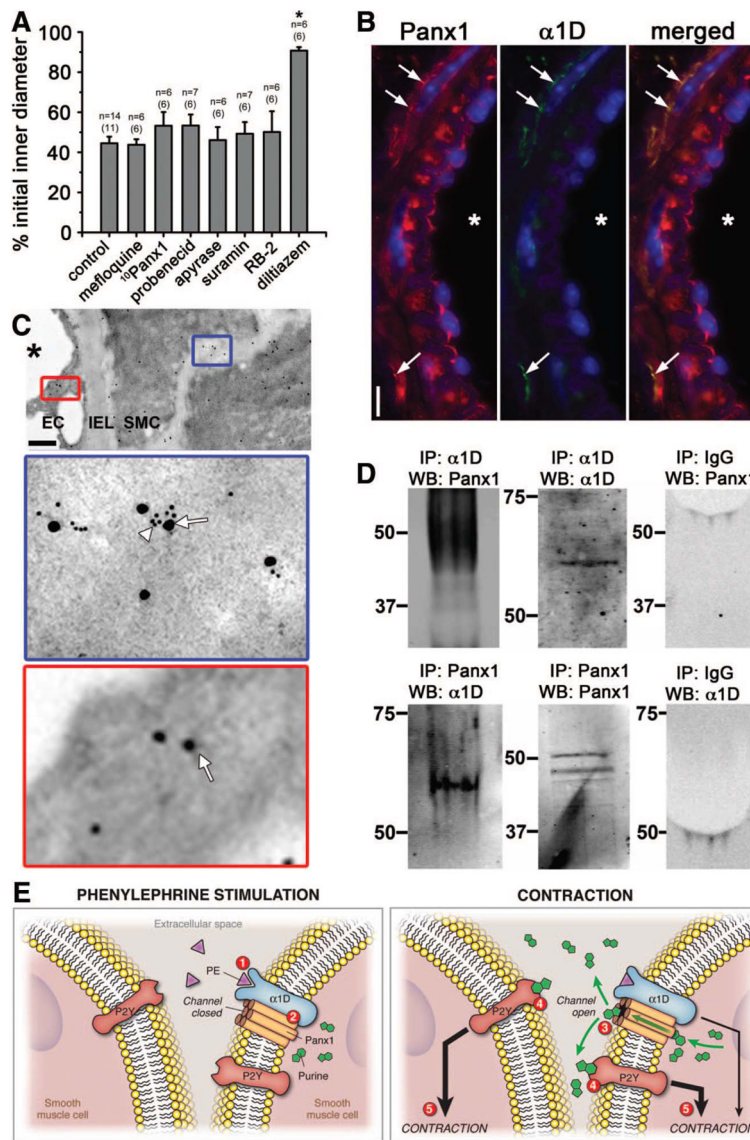 A
% initial inner diameter
100
80
60
40
20
0
n=14
(11)
n=6
(6)
n=6
(6)
n=7
(6)
n=6
(6)
n=7
(6)
n=6
(6)
*
n=6
(6)
control
mefloquine
¹⁰Panx1
probenecid
apyrase
suramin
RB-2
diltiazem
B
Panx1
α1D
merged
*
*
*
C
*
EC
IEL
SMC
D
IP: α1D
WB: Panx1
50
37
IP: α1D
WB: α1D
75
50
IP: IgG
WB: Panx1
50
37
IP: Panx1
WB: α1D
75
50
IP: Panx1
WB: Panx1
50
37
IP: IgG
WB: α1D
75
50
E
PHENYLEPHRINE STIMULATION
Extracellular space
1
PE
α1D
P2Y
Channel
closed
2
Panx1
Purine
P2Y
Smooth
muscle cell
Smooth
muscle cell
CONTRACTION
4
P2Y
α1D
Channel
open
3
4
P2Y
5
5
CONTRACTION
CONTRACTION